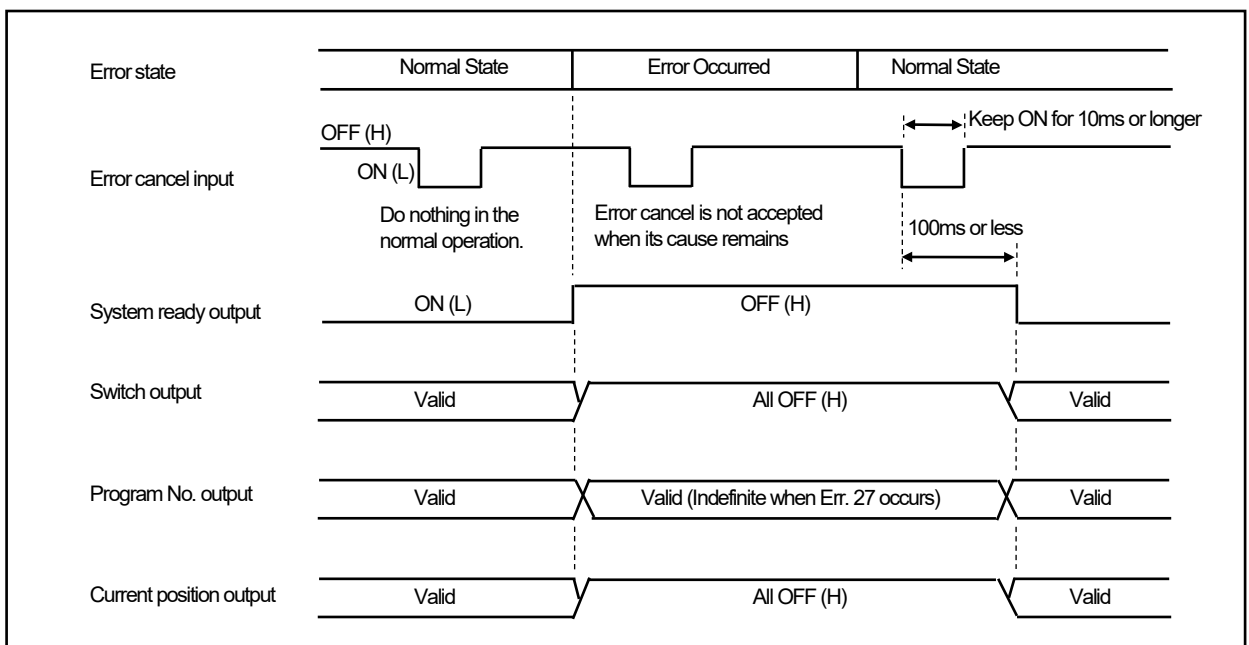 Error state
Normal State
Error Occurred
Normal State
Keep ON for 10ms or longer
OFF (H)
ON (L)
Error cancel input
Do nothing in the
normal operation.
Error cancel is not accepted
when its cause remains
100ms or less
System ready output
ON (L)
OFF (H)
Switch output
Valid
All OFF (H)
Valid
Program No. output
Valid
Valid (Indefinite when Err. 27 occurs)
Valid
Current position output
Valid
All OFF (H)
Valid